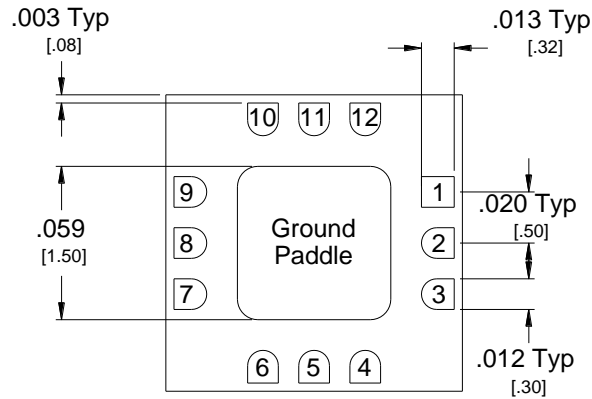 .003 Typ
[.08]
.013 Typ
[.32]
10 11 12
9
1
.020 Typ
[.50]
.059
[1.50]
8
Ground
Paddle
2
7
3
6 5 4
.012 Typ
[.30]